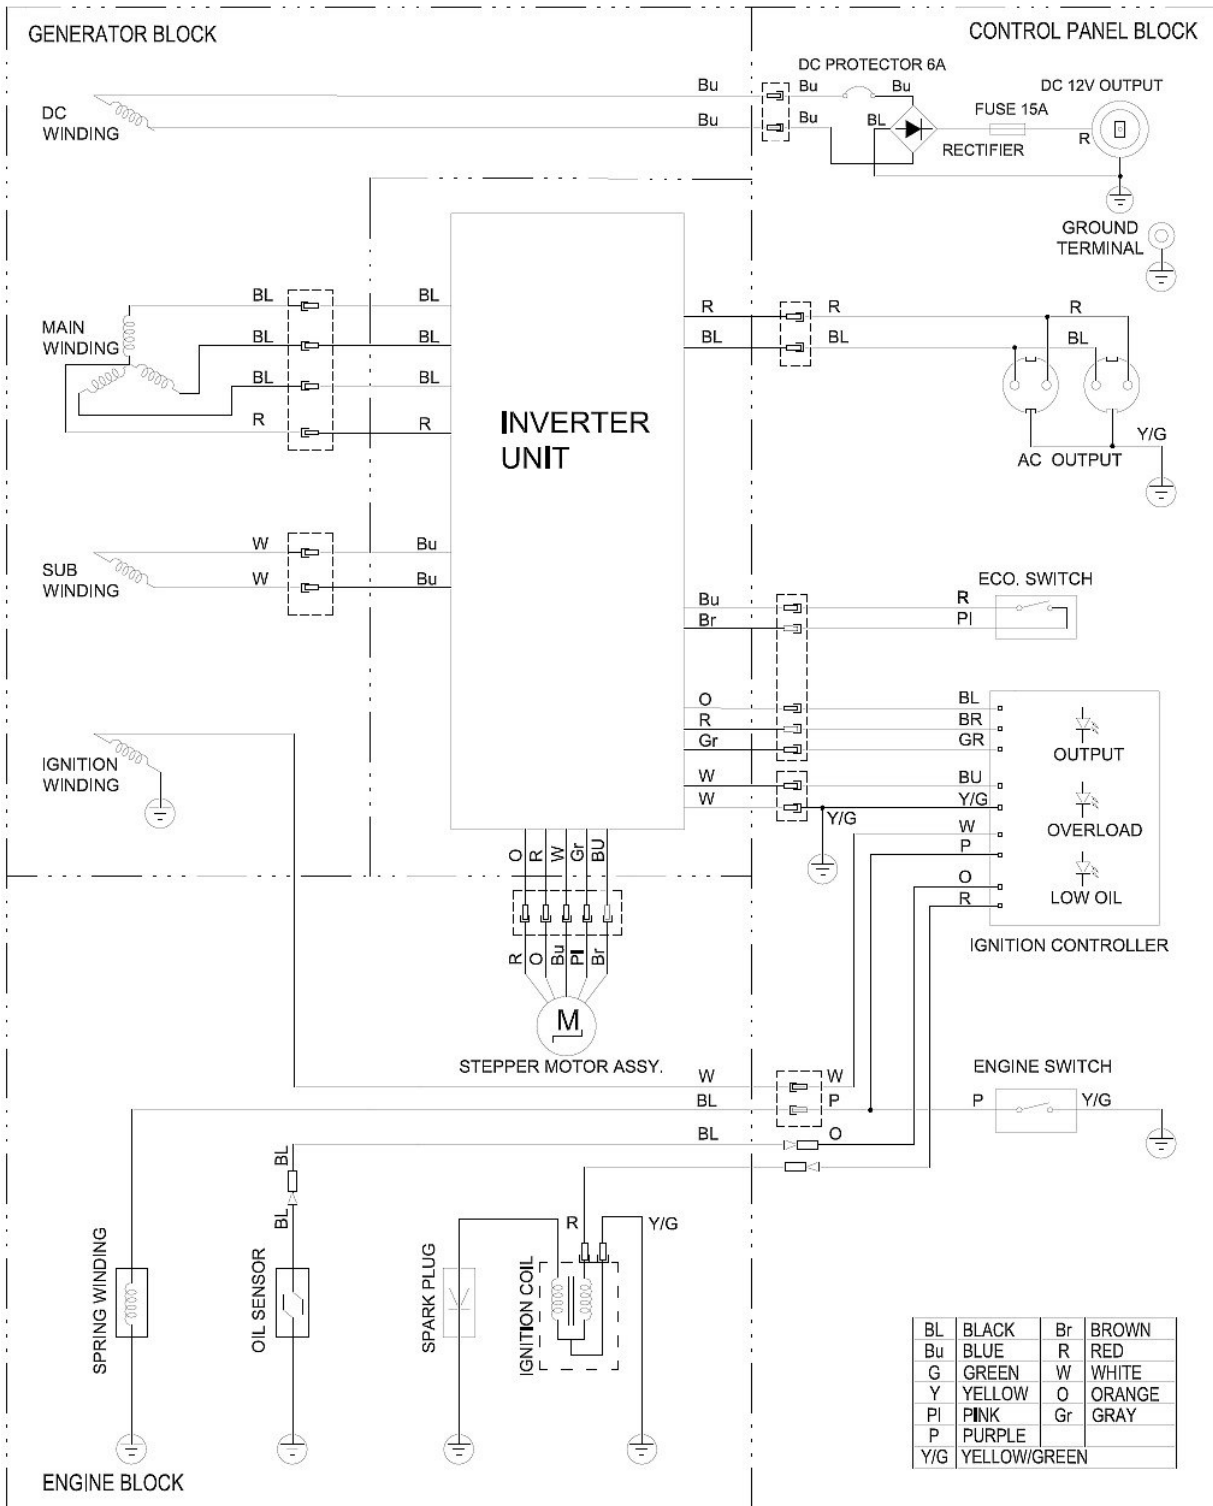 GENERATOR BLOCK
CONTROL PANEL BLOCK
DC PROTECTOR 6A
DC 12V OUTPUT
Bu
Bu
Bu
FUSE 15A
DC
WINDING
Bu
Bu
BL
R
RECTIFIER
GROUND
TERMINAL
BL
BL
R
R
R
MAIN
WINDING
BL
BL
BL
BL
BL
BL
BL
R
R
INVERTER
UNIT
Y/G
AC OUTPUT
W
Bu
SUB
WINDING
W
Bu
ECO. SWITCH
Bu
R
Br
PI
O
BL
R
BR
Gr
GR
OUTPUT
IGNITION
WINDING
W
BU
W
Y/G
Y/G
OVERLOAD
W
P
O
R
LOW OIL
O
R
W
Gr
BU
IGNITION CONTROLLER
R
O
Bu
PI
Br
M
STEPPER MOTOR ASSY.
ENGINE SWITCH
W
W
BL
P
P
Y/G
BL
O
BL
BL
R
Y/G
SPRING WINDING
OIL SENSOR
SPARK PLUG
IGNITION COIL
BL BLACK Br BROWN
Bu BLUE R RED
G GREEN W WHITE
Y YELLOW O ORANGE
PI PINK Gr GRAY
P PURPLE
Y/G YELLOW/GREEN
ENGINE BLOCK